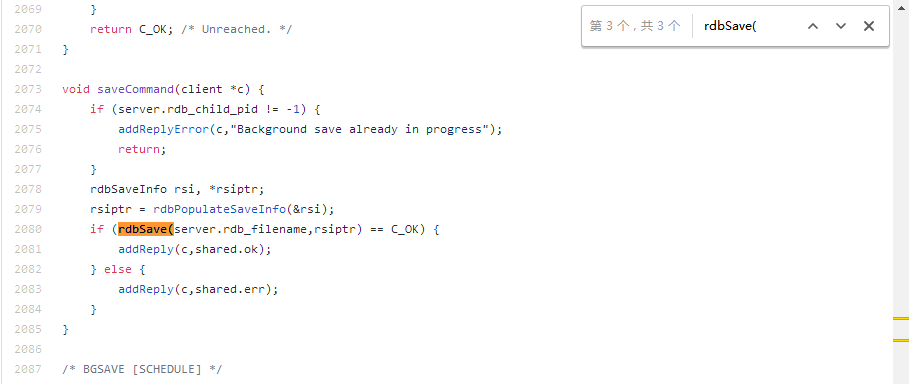 2069 }
第 3 个，共 3 个 rdbSave(
2070 return C_OK; /* Unreached. */
2071 }
2072
2073 void saveCommand(client *c) {
2074 if (server.rdb_child_pid != -1) {
2075 addReplyError(c,"Background save already in progress");
2076 return;
2077 }
2078 rdbSaveInfo rsi, *rsiptr;
2079 rsiptr = rdbPopulateSaveInfo(&rsi);
2080 if (rdbSave(server.rdb_filename,rsiptr) == C_OK) {
2081 addReply(c,shared.ok);
2082 } else {
2083 addReply(c,shared.err);
2084 }
2085 }
2086
2087 /* BGSAVE [SCHEDULE] */